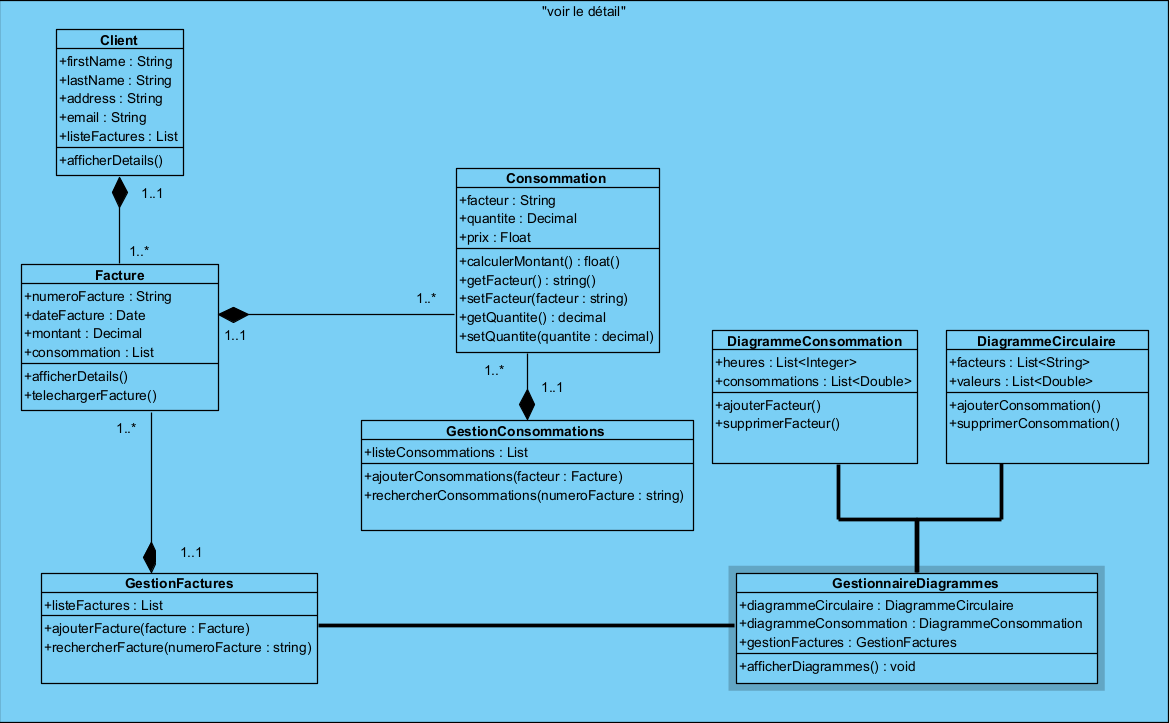 "voir le détail"
Client
+firstName : String
+lastName : String
+address : String
+email : String
+listeFactures : List
+afficherDetails()
1..1
1..*
Facture
+numeroFacture : String
+dateFacture : Date
+montant : Decimal
+consommation : List
+afficherDetails()
+telechargerFacture()
1..1
1..*
Consommation
+facteur : String
+quantite : Decimal
+prix : Float
+calculerMontant() : float()
+getFacteur() : string()
+setFacteur(facteur : string)
+getQuantite() : decimal
+setQuantite(quantite : decimal)
1..*
1..1
GestionConsommations
+listeConsommations : List
+ajouterConsommations(facteur : Facture)
+rechercherConsommations(numeroFacture : string)
DiagrammeConsommation
+heures : List<Integer>
+consommations : List<Double>
+ajouterFacteur()
+supprimerFacteur()
DiagrammeCirculaire
+facteurs : List<String>
+valeurs : List<Double>
+ajouterConsommation()
+supprimerConsommation()
1..*
1..1
GestionFactures
+listeFactures : List
+ajouterFacture(facture : Facture)
+rechercherFacture(numeroFacture : string)
GestionnaireDiagrammes
+diagrammeCirculaire : DiagrammeCirculaire
+diagrammeConsommation : DiagrammeConsommation
+gestionFactures : GestionFactures
+afficherDiagrammes() : void